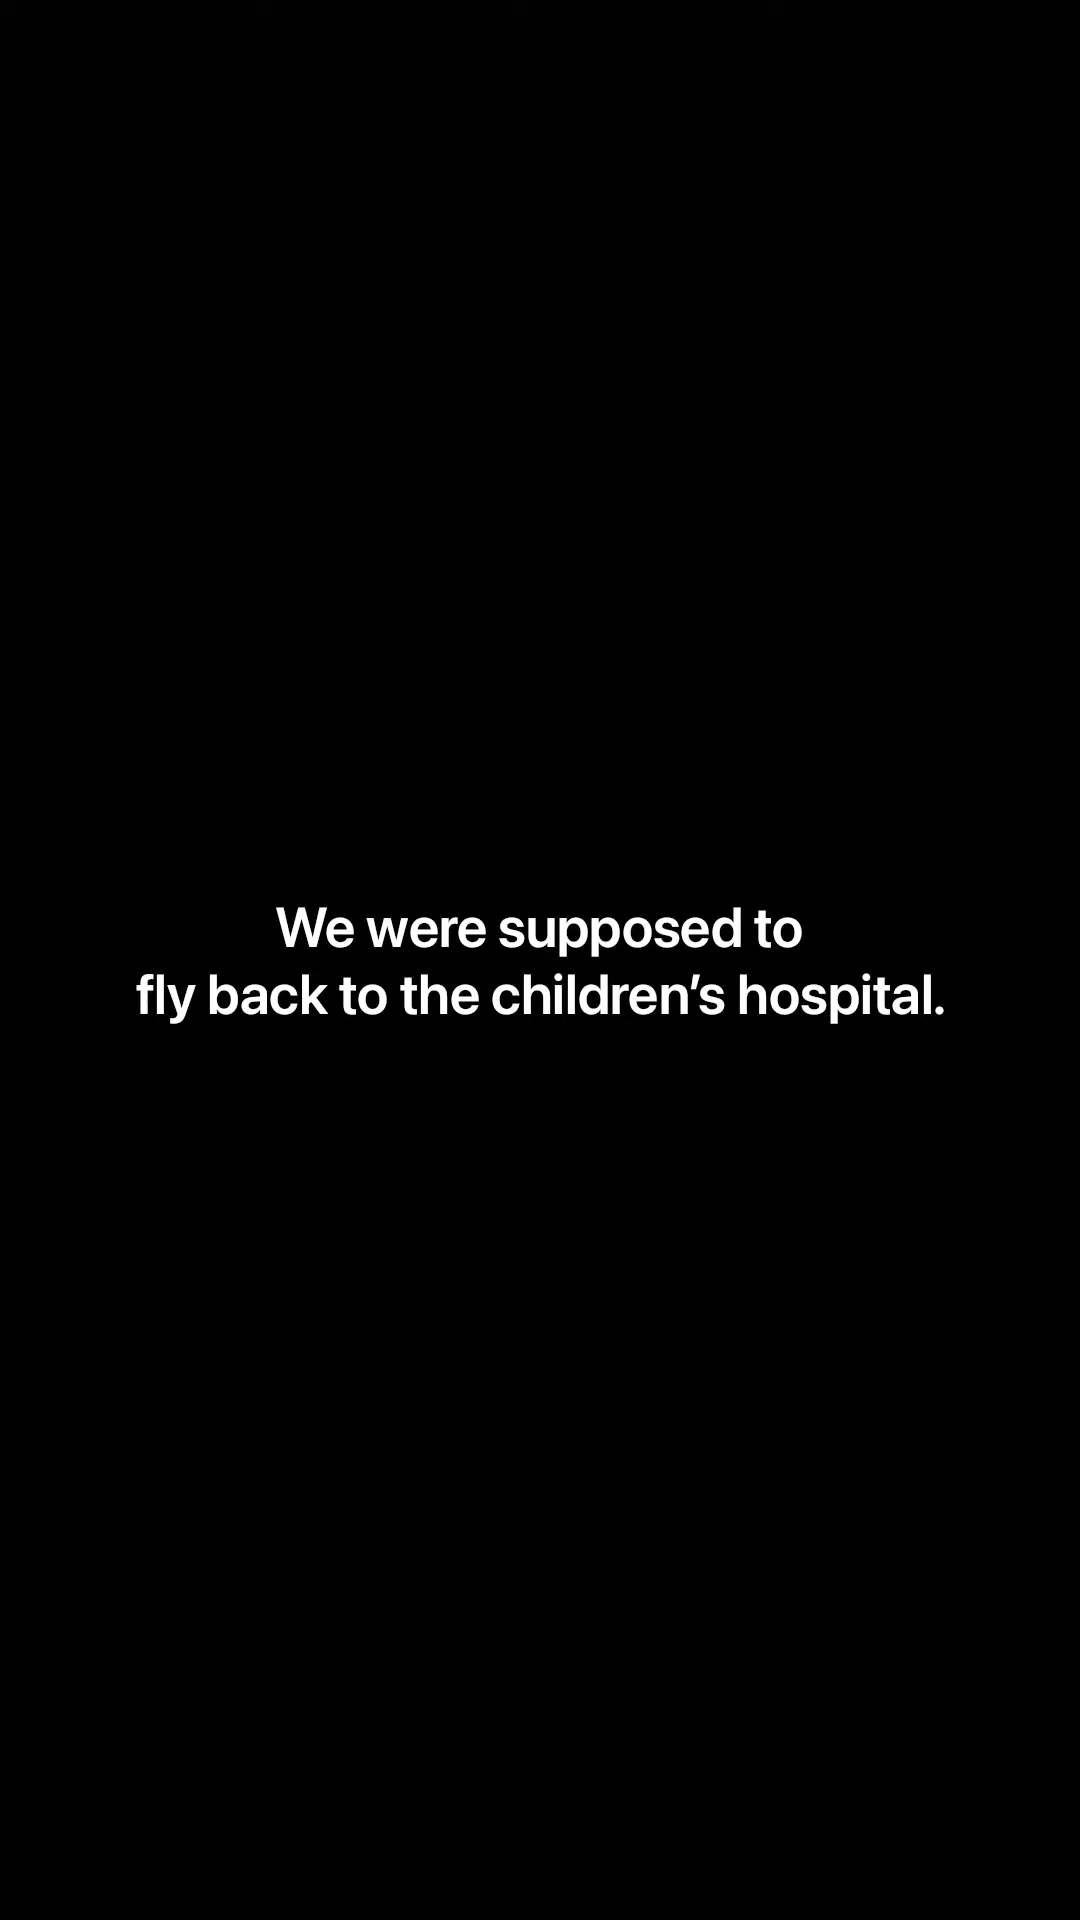 We were supposed to
fly back to the children’s hospital.